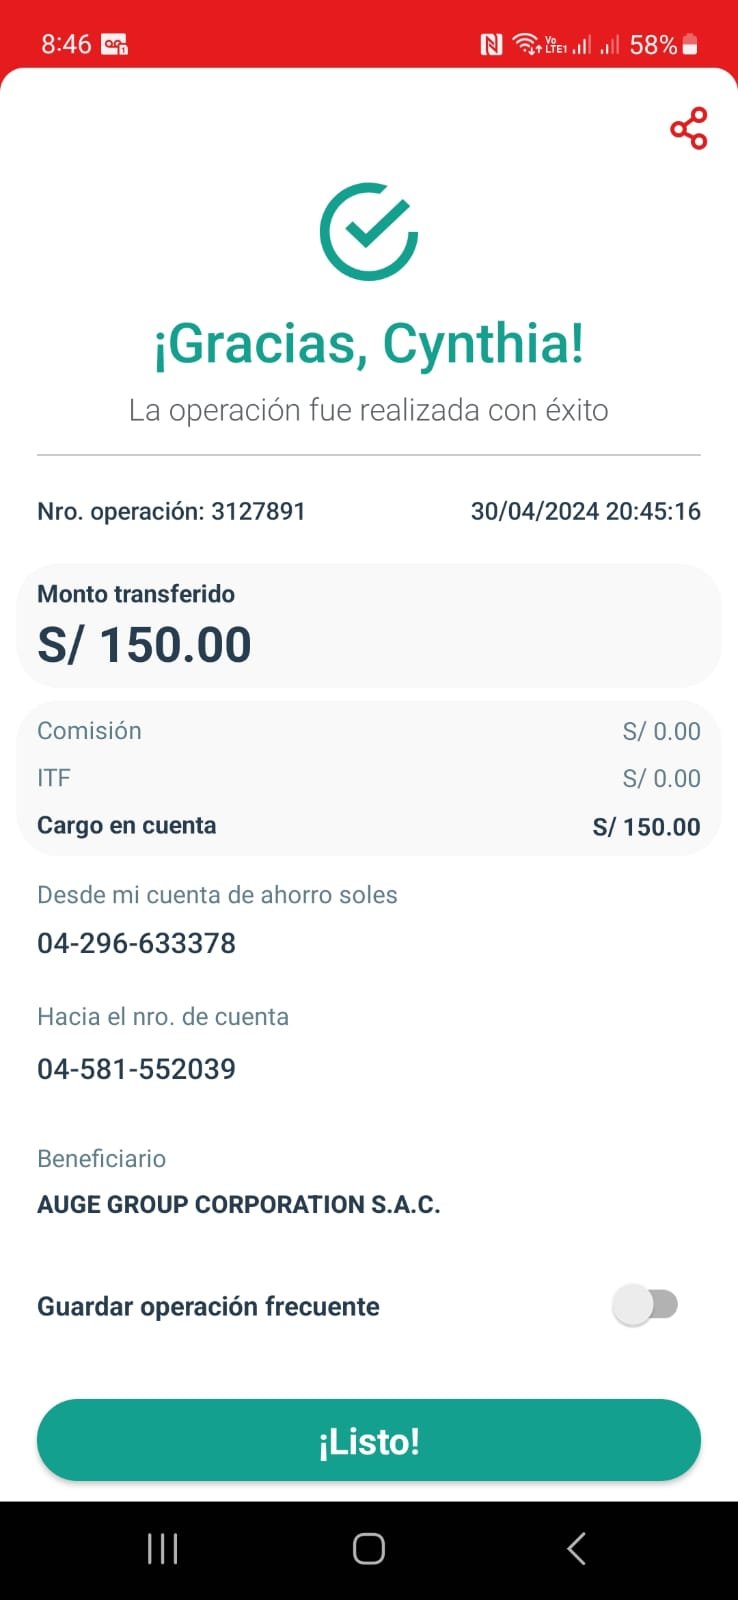 8:46
Vo
LTE1
58%
¡Gracias, Cynthia!
La operación fue realizada con éxito
Nro. operación: 3127891 30/04/2024 20:45:16
Monto transferido
S/ 150.00
Comisión S/ 0.00
ITF S/ 0.00
Cargo en cuenta S/ 150.00
Desde mi cuenta de ahorro soles
04-296-633378
Hacia el nro. de cuenta
04-581-552039
Beneficiario
AUGE GROUP CORPORATION S.A.C.
Guardar operación frecuente
¡Listo!